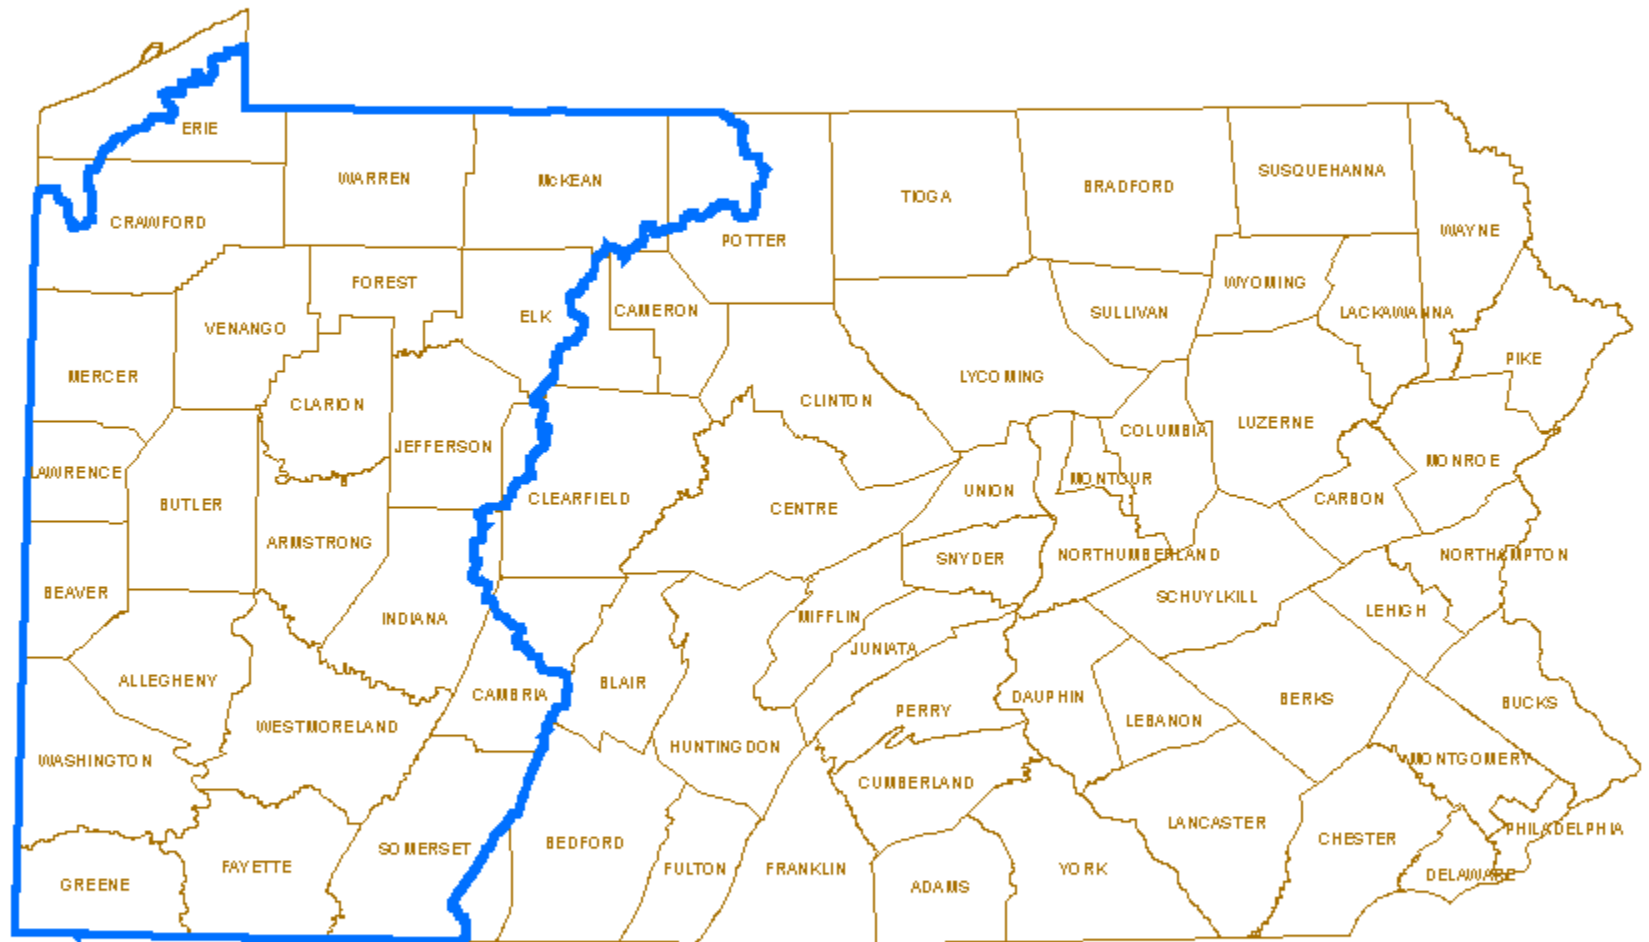 ERIE
WARREN
McKEAN
SUSQUEHANNA
BRADFORD
TIOGA
CRAWFORD
POTTER
WAYNE
FOREST
WYOMING
CAMERON
SULLIVAN
LACKAWANNA
ELK
VENANGO
PIKE
MERCER
LYCOMING
CLINTON
CLARION
LUZERNE
COLUMBIA
JEFFERSON
MONROE
LAWRENCE
MONTOUR
UNION
CLEARFIELD
CARBON
BUTLER
CENTRE
ARMSTRONG
NORTHUMBERLAND
NORTHAMPTON
SNYDER
BEAVER
SCHUYLKILL
LEHIGH
MIFFLIN
INDIANA
JUNIATA
ALLEGHENY
BLAIR
CAMBRIA
DAUPHIN
BERKS
BUCKS
PERRY
LEBANON
WESTMORELAND
HUNTINGDON
WASHINGTON
MONTGOMERY
CUMBERLAND
LANCASTER
PHILADELPHIA
CHESTER
BEDFORD
SOMERSET
FAYETTE
FULTON
FRANKLIN
YORK
DELAWARE
GREENE
ADAMS